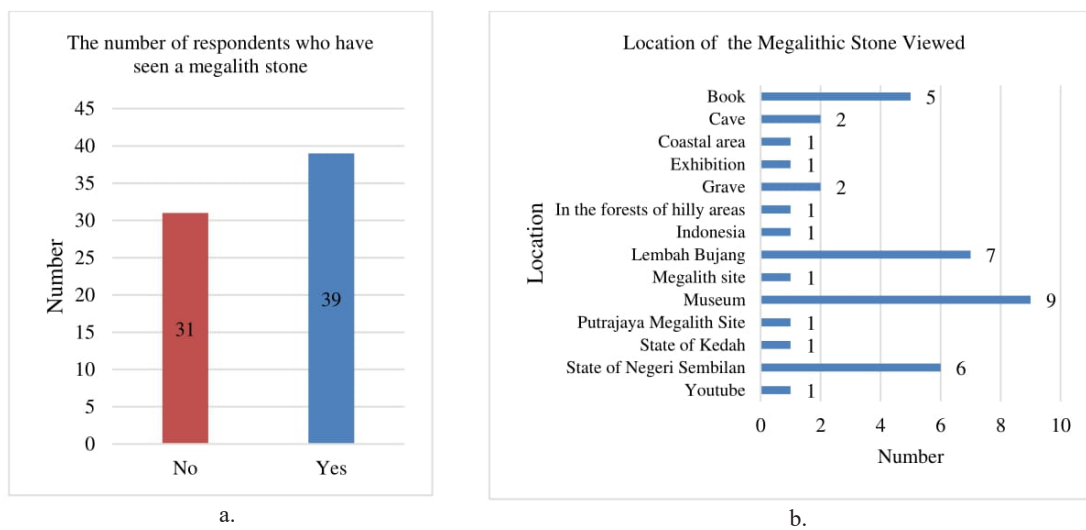 The number of respondents who have
seen a megalith stone
45
40
35
30
25
20
15
10
5
0
Number
31
39
No
Yes
a.
Location of the Megalithic Stone Viewed
Location
Book 5
Cave 2
Coastal area 1
Exhibition 1
Grave 2
In the forests of hilly areas 1
Indonesia 1
Lembah Bujang 7
Megalith site 1
Museum 9
Putrajaya Megalith Site 1
State of Kedah 1
State of Negeri Sembilan 6
Youtube 1
0 2 4 6 8 10
Number
b.